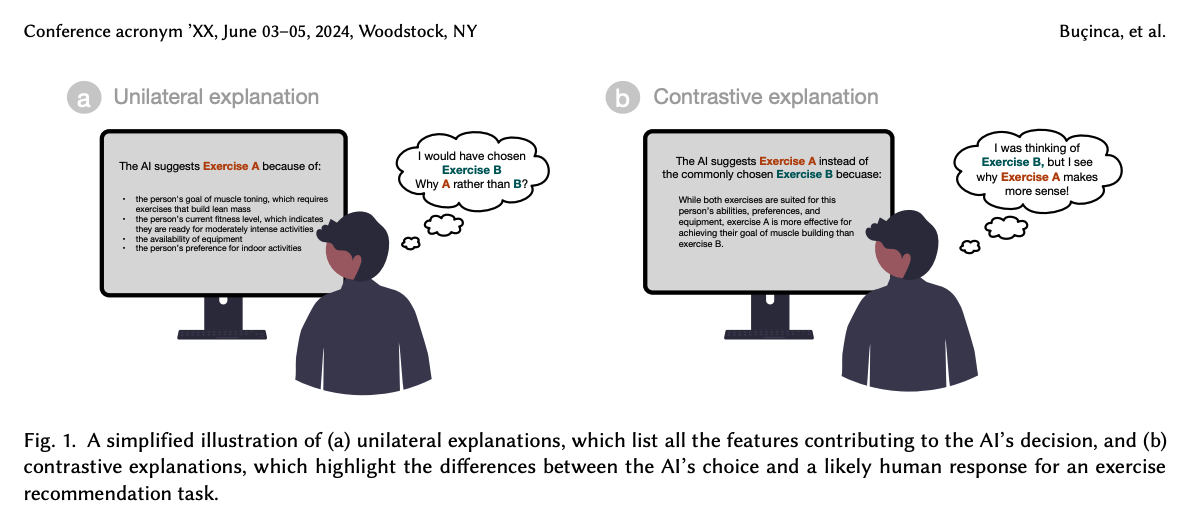 Conference acronym ’XX, June 03–05, 2024, Woodstock, NY
Buçinca, et al.
a Unilateral explanation
The AI suggests Exercise A because of:
• the person's goal of muscle toning, which requires
exercises that build lean mass
• the person's current fitness level, which indicates
they are ready for moderately intense activities
• the availability of equipment
• the person's preference for indoor activities
I would have chosen
Exercise B
Why A rather than B?
b Contrastive explanation
The AI suggests Exercise A instead of
the commonly chosen Exercise B becuase:
While both exercises are suited for this
person's abilities, preferences, and
equipment, exercise A is more effective for
achieving their goal of muscle building than
exercise B.
I was thinking of
Exercise B, but I see
why Exercise A makes
more sense!
Fig. 1. A simplified illustration of (a) unilateral explanations, which list all the features contributing to the AI’s decision, and (b)
contrastive explanations, which highlight the differences between the AI’s choice and a likely human response for an exercise
recommendation task.